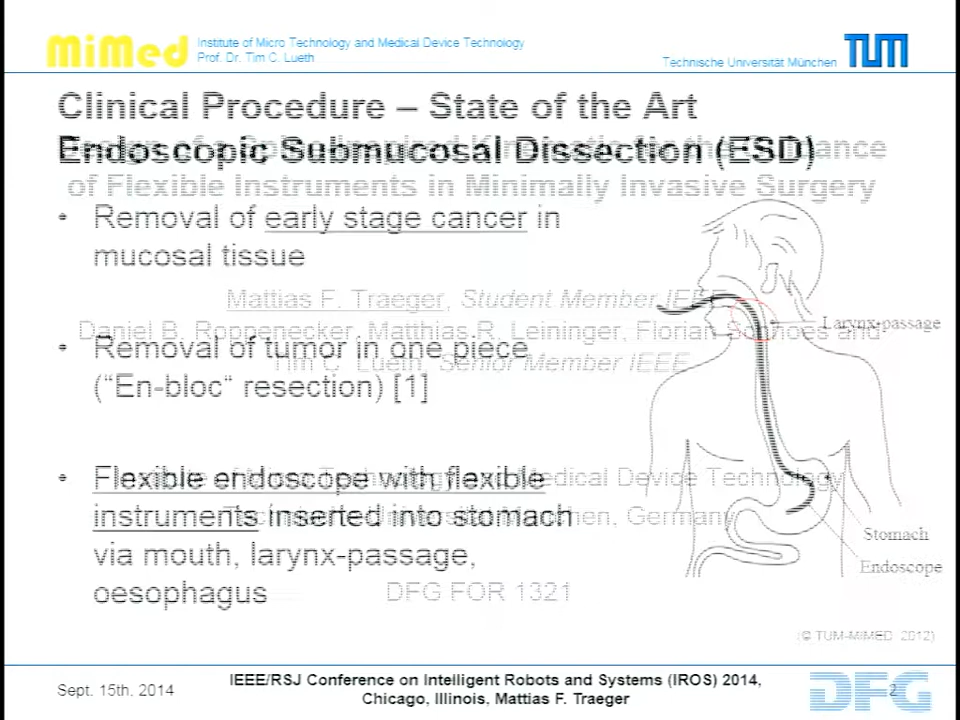 MiMed
Institute of Micro Technology and Medical Device Technology
Prof. Dr. Tim C. Lueth
Technische Universität München
TUM
Clinical Procedure – State of the Art
Endoscopic Submucosal Dissection (ESD)
of Flexible Instruments in Minimally Invasive Surgery
• Removal of early stage cancer in
mucosal tissue
Mattias F. Traeger, Student Member IEEE
Daniel B. Roppenecker, Matthias R. Leininger, Florian and
Tim C. Lueth, Senior Member IEEE
Larynx-passage
• Removal of tumor in one piece
(“En-bloc“ resection) [1]
• Flexible endoscope with flexible
instruments inserted into stomach
via mouth, larynx-passage,
oesophagus
Medical Device Technology
Germany
DFG FOR 1321
Stomach
Endoscope
(© TUM-MIMED 2012)
Sept. 15th. 2014
IEEE/RSJ Conference on Intelligent Robots and Systems (IROS) 2014,
Chicago, Illinois, Mattias F. Traeger
DFG
2